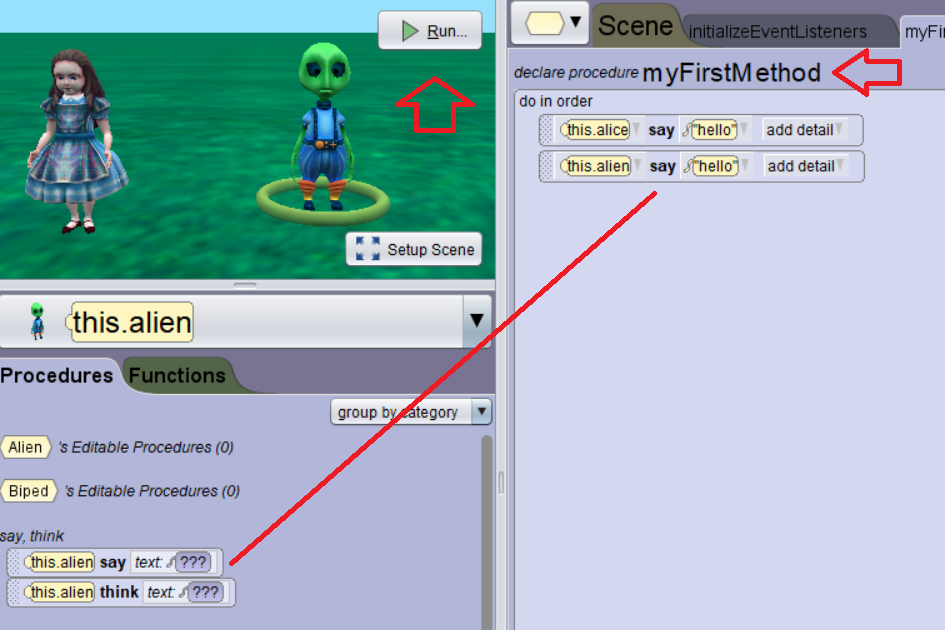 Run...
Setup Scene
this.alien
Procedures Functions
group by category
Alien 's Editable Procedures (0)
Biped 's Editable Procedures (0)
say, think
this.alien say text: ???
this.alien think text: ???
Scene initializeEventListeners myFi
declare procedure myFirstMethod
do in order
this.alice say "hello" add detail
this.alien say "hello" add detail